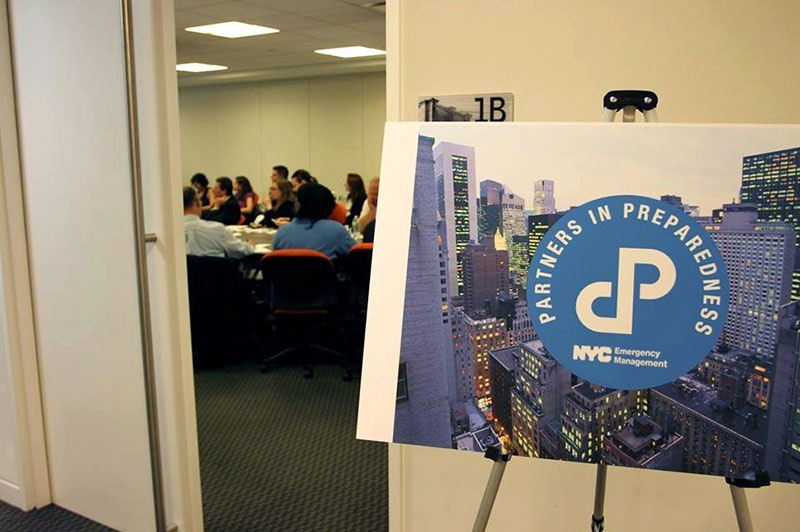 1B
PARTNERS IN PREPAREDNESS
NYC Emergency
Management